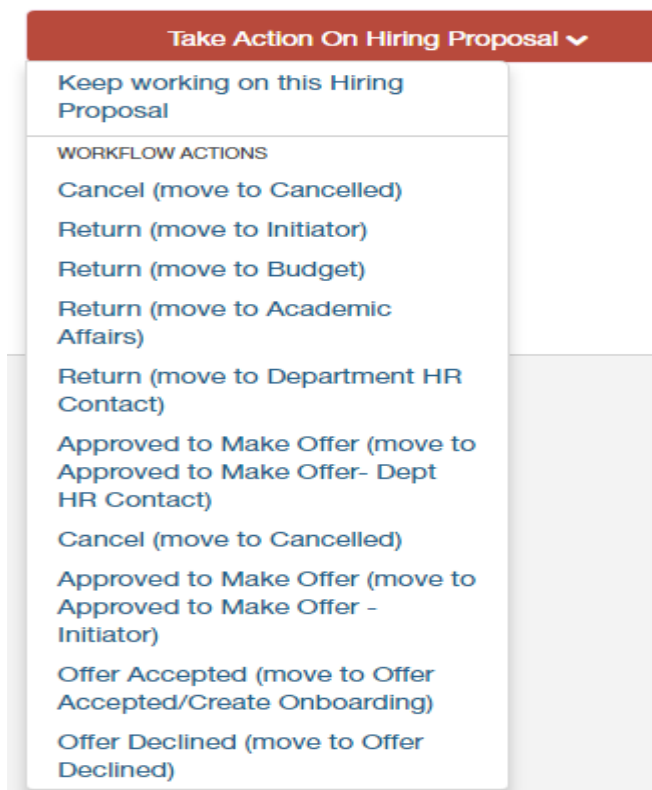 Take Action On Hiring Proposal
Keep working on this Hiring
Proposal
WORKFLOW ACTIONS
Cancel (move to Cancelled)
Return (move to Initiator)
Return (move to Budget)
Return (move to Academic
Affairs)
Return (move to Department HR
Contact)
Approved to Make Offer (move to
Approved to Make Offer- Dept
HR Contact)
Cancel (move to Cancelled)
Approved to Make Offer (move to
Approved to Make Offer -
Initiator)
Offer Accepted (move to Offer
Accepted/Create Onboarding)
Offer Declined (move to Offer
Declined)